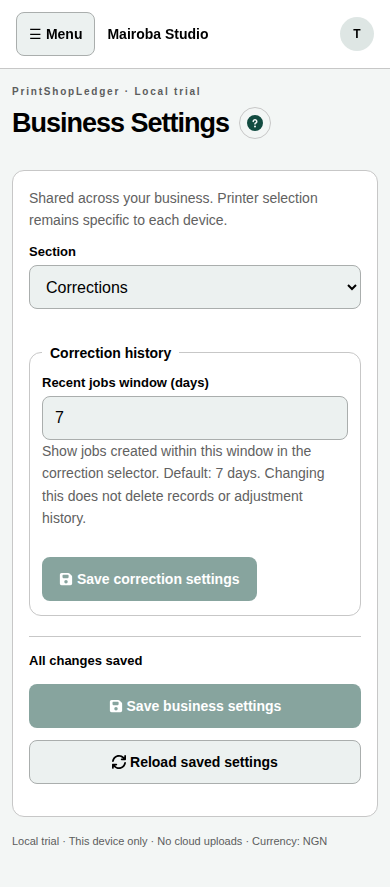 ☰ Menu
Mairoba Studio
T
PrintShopLedger · Local trial
Business Settings
?
Shared across your business. Printer selection
remains specific to each device.
Section
Corrections
Correction history
Recent jobs window (days)
7
Show jobs created within this window in the
correction selector. Default: 7 days. Changing
this does not delete records or adjustment
history.
Save correction settings
All changes saved
Save business settings
Reload saved settings
Local trial · This device only · No cloud uploads · Currency: NGN